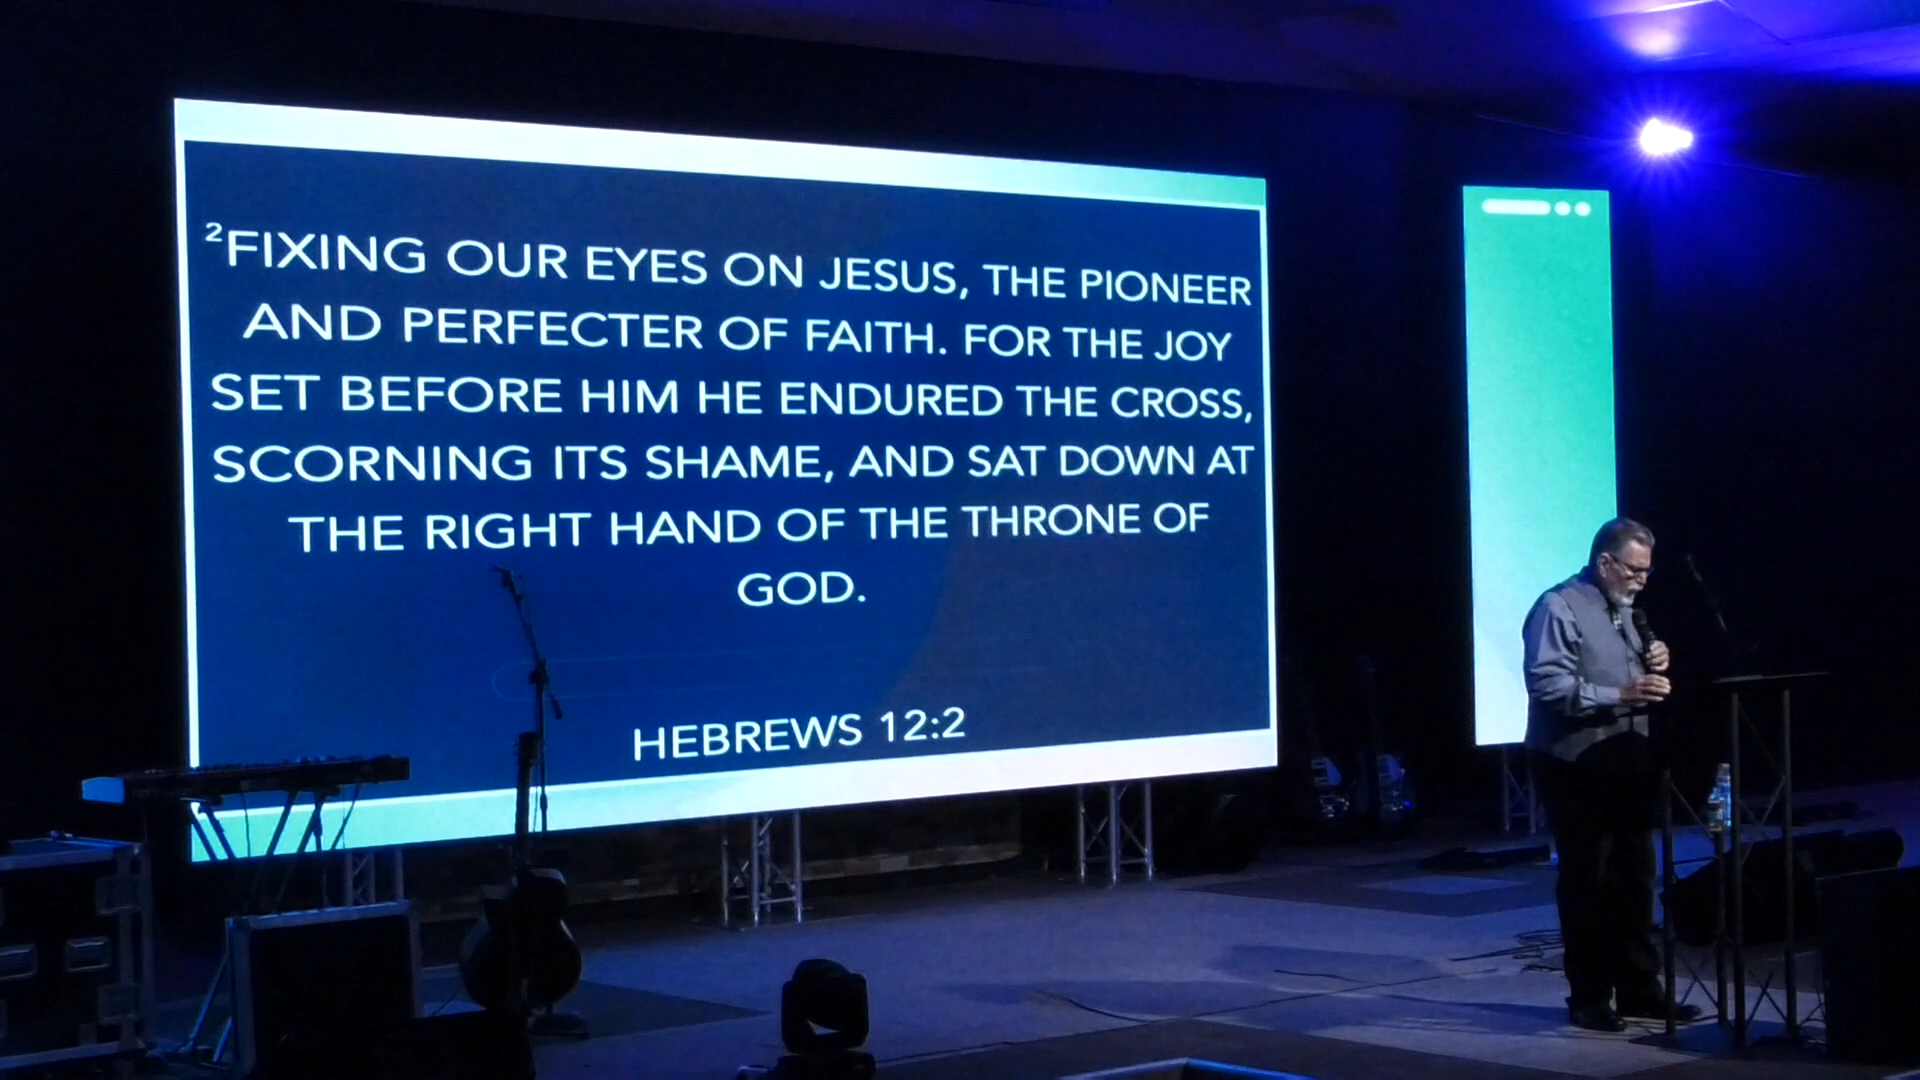 ²FIXING OUR EYES ON JESUS, THE PIONEER
AND PERFECTER OF FAITH. FOR THE JOY
SET BEFORE HIM HE ENDURED THE CROSS,
SCORNING ITS SHAME, AND SAT DOWN AT
THE RIGHT HAND OF THE THRONE OF
GOD.
HEBREWS 12:2